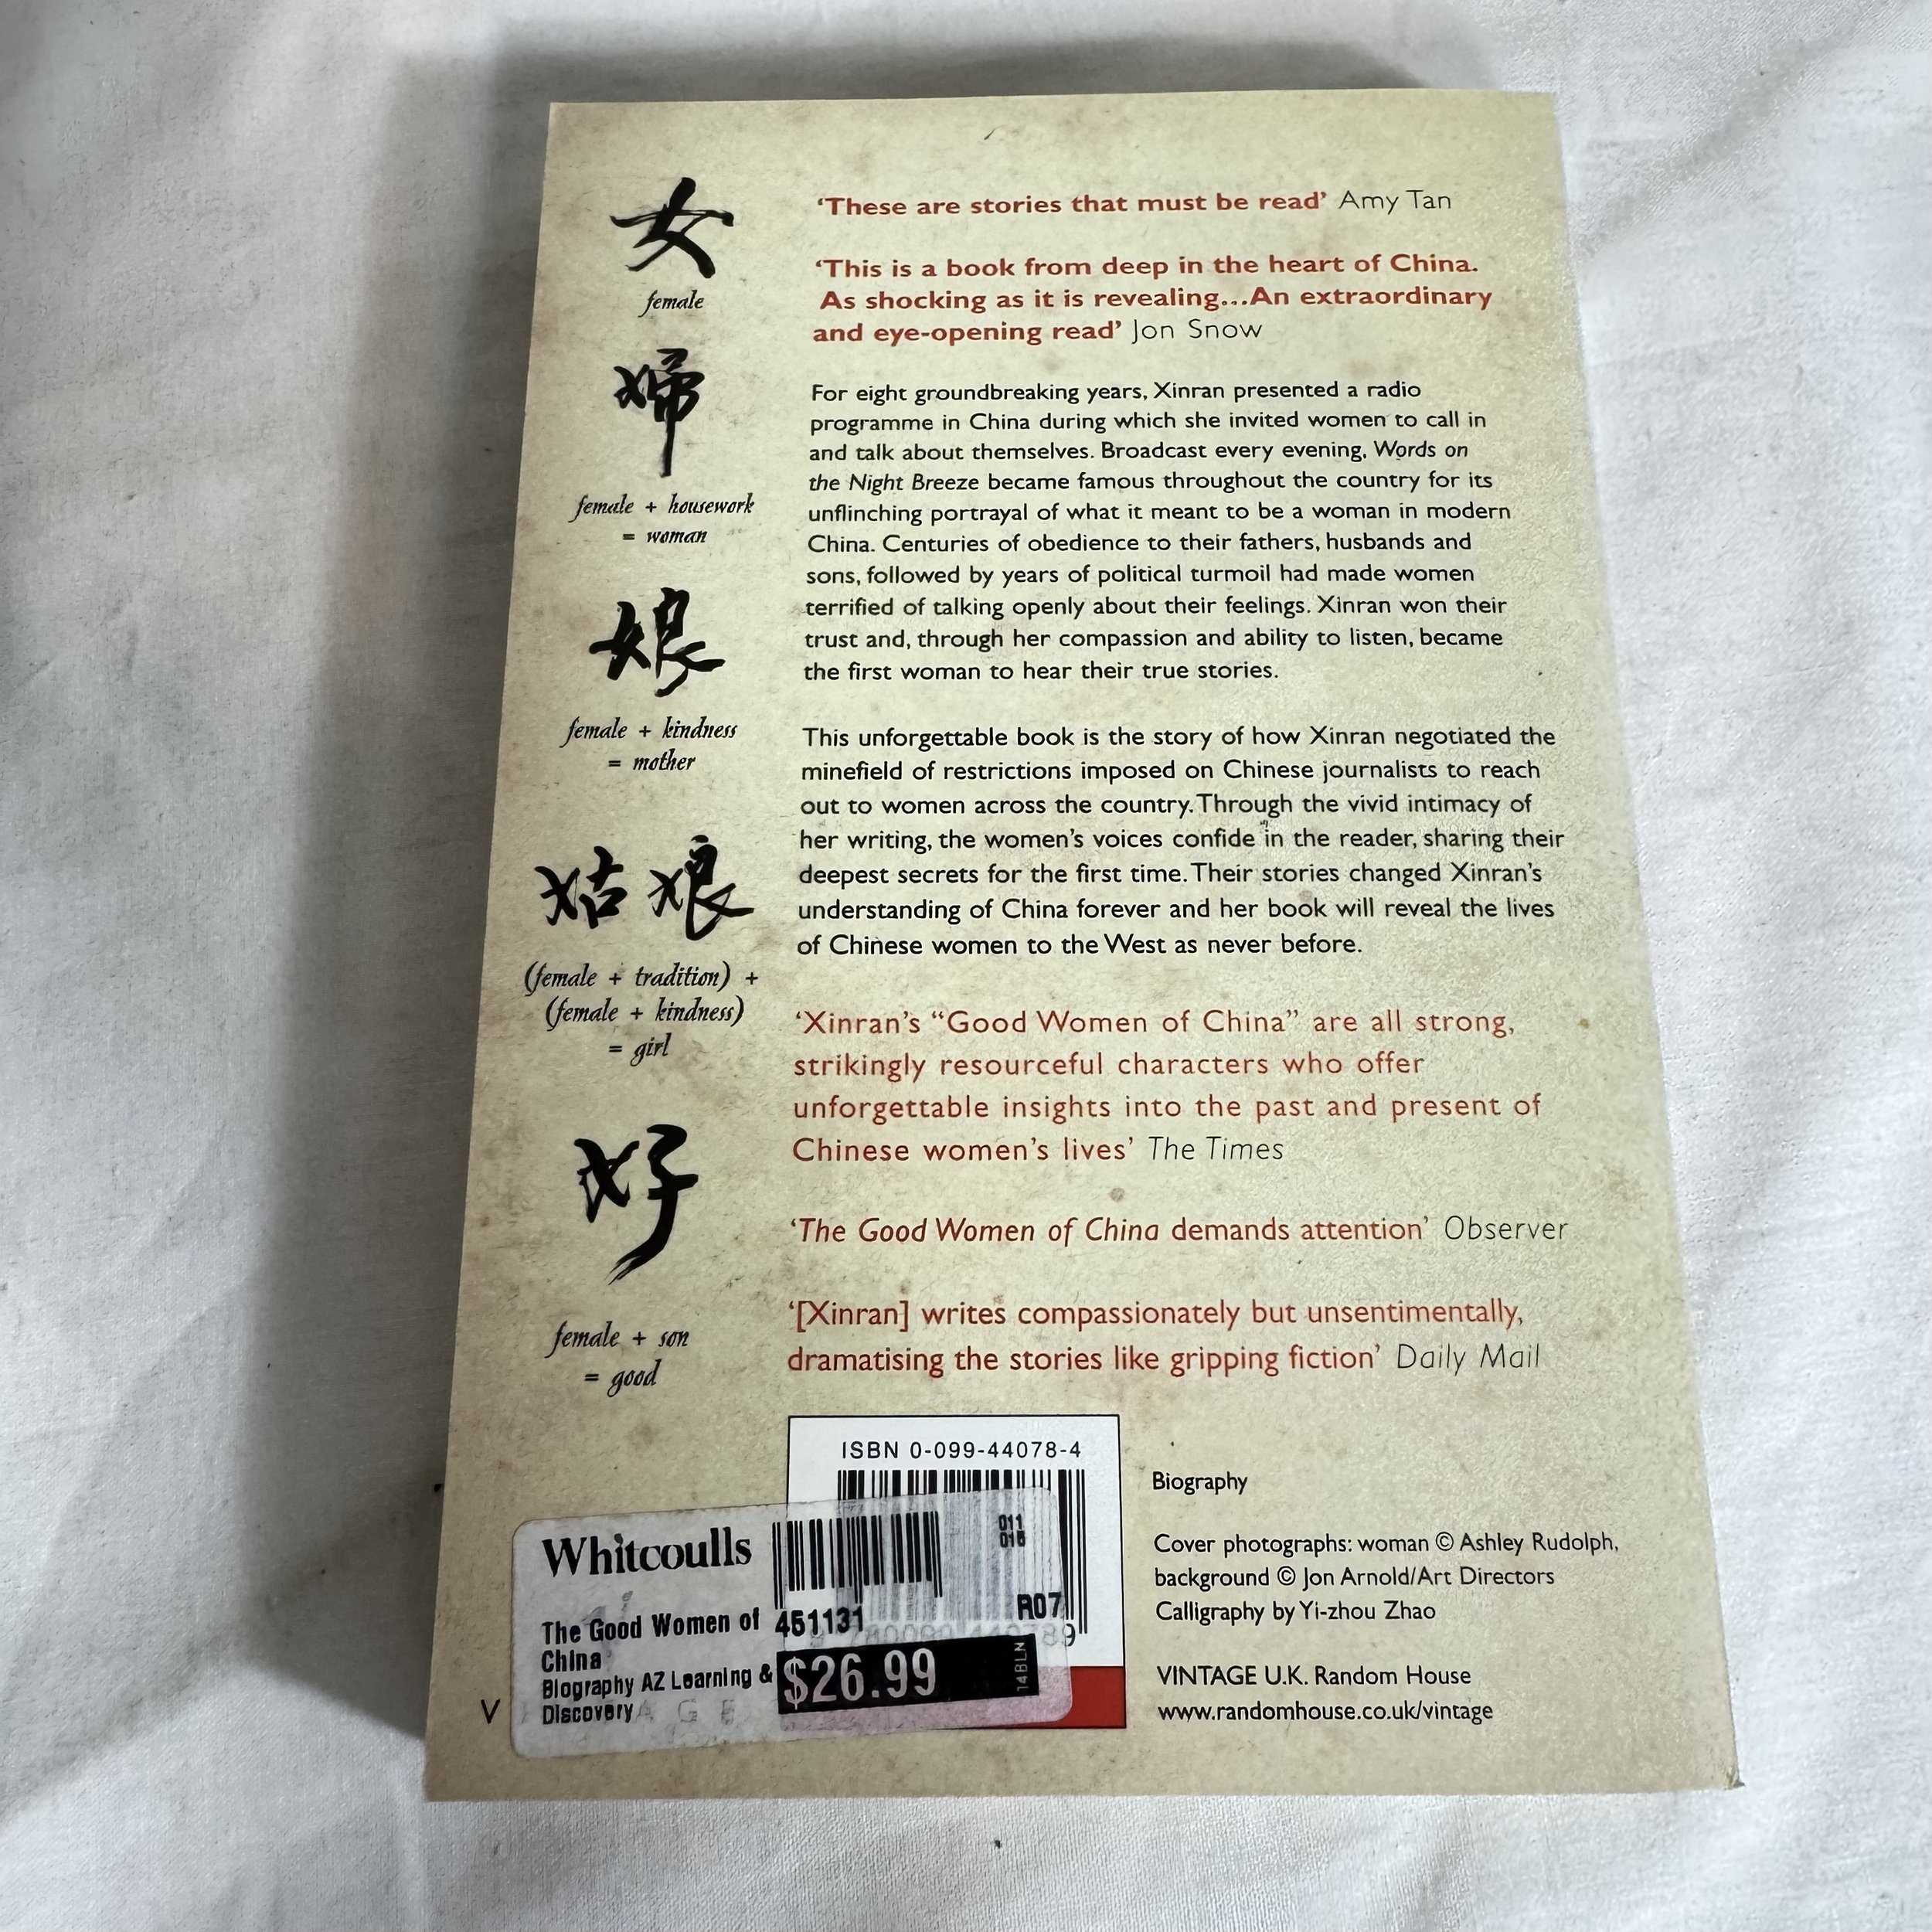 女
female
婦
female + housework
= woman
娘
female + kindness
= mother
姑娘
(female + tradition) +
(female + kindness)
= girl
好
female + son
= good
‘These are stories that must be read’ Amy Tan
‘This is a book from deep in the heart of China.
As shocking as it is revealing...An extraordinary
and eye-opening read’ Jon Snow
For eight groundbreaking years, Xinran presented a radio
programme in China during which she invited women to call in
and talk about themselves. Broadcast every evening, Words on
the Night Breeze became famous throughout the country for its
unflinching portrayal of what it meant to be a woman in modern
China. Centuries of obedience to their fathers, husbands and
sons, followed by years of political turmoil had made women
terrified of talking openly about their feelings. Xinran won their
trust and, through her compassion and ability to listen, became
the first woman to hear their true stories.
This unforgettable book is the story of how Xinran negotiated the
minefield of restrictions imposed on Chinese journalists to reach
out to women across the country. Through the vivid intimacy of
her writing, the women’s voices confide in the reader, sharing their
deepest secrets for the first time. Their stories changed Xinran’s
understanding of China forever and her book will reveal the lives
of Chinese women to the West as never before.
‘Xinran’s “Good Women of China” are all strong,
strikingly resourceful characters who offer
unforgettable insights into the past and present of
Chinese women’s lives’ The Times
‘The Good Women of China demands attention’ Observer
‘[Xinran] writes compassionately but unsentimentally,
dramatising the stories like gripping fiction’ Daily Mail
ISBN 0-099-44078-4
Whitcoulls
011
015
The Good Women of
China
Biography AZ Learning &
Discovery
451131
R07
$26.99
14BLN
Biography
Cover photographs: woman © Ashley Rudolph,
background © Jon Arnold/Art Directors
Calligraphy by Yi-zhou Zhao
VINTAGE U.K. Random House
www.randomhouse.co.uk/vintage